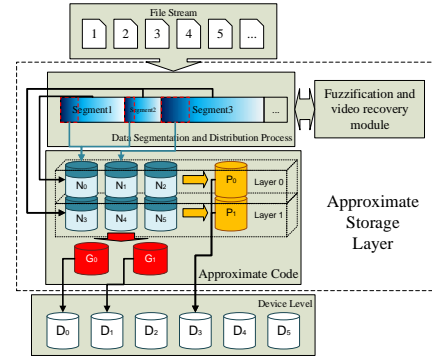 File Stream
1 2 3 4 5 ...
Segment1 Segment2 Segment3 ...
Data Segmentation and Distribution Process
Fuzzification and
video recovery
module
N0 N1 N2 P0 Layer 0
N3 N4 N5 P1 Layer 1
G0 G1
Approximate Code
Approximate
Storage
Layer
Device Level
D0 D1 D2 D3 D4 D5